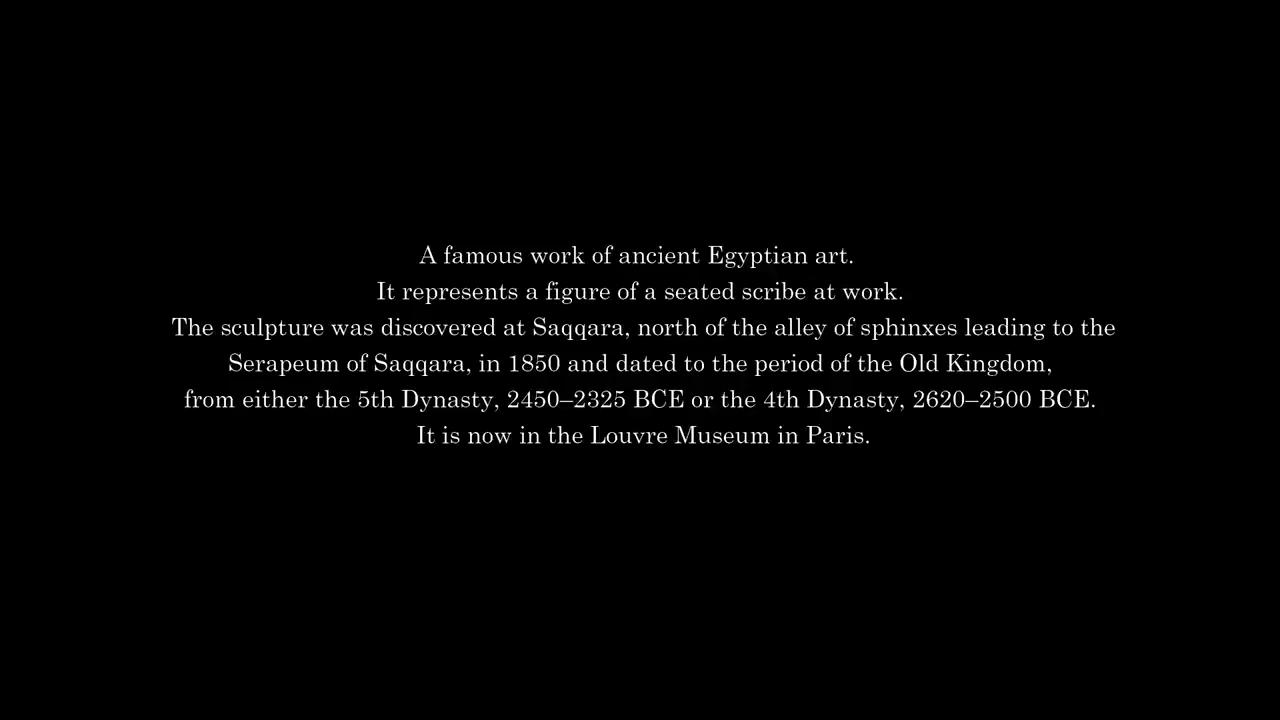 A famous work of ancient Egyptian art.
It represents a figure of a seated scribe at work.
The sculpture was discovered at Saqqara, north of the alley of sphinxes leading to the
Serapeum of Saqqara, in 1850 and dated to the period of the Old Kingdom,
from either the 5th Dynasty, 2450–2325 BCE or the 4th Dynasty, 2620–2500 BCE.
It is now in the Louvre Museum in Paris.